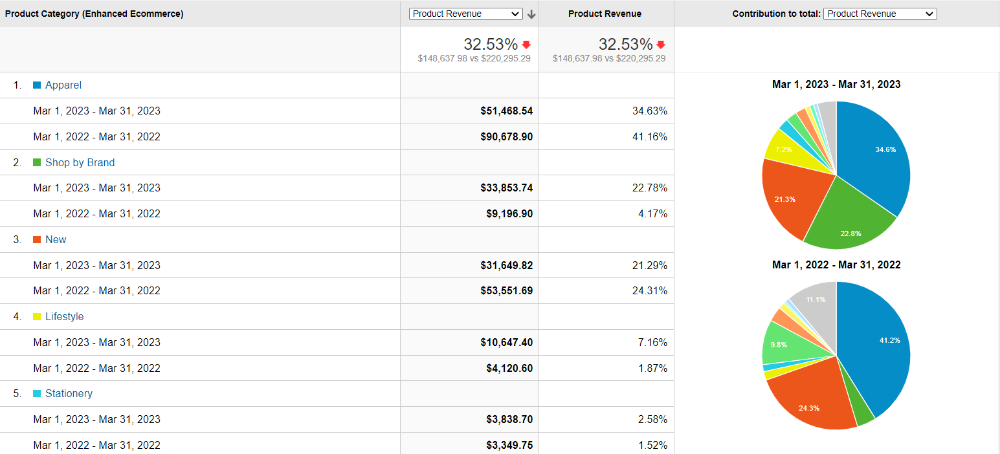 Product Category (Enhanced Ecommerce) Product Revenue Product Revenue Contribution to total: Product Revenue
32.53% 32.53%
$148,637.98 vs $220,295.29 $148,637.98 vs $220,295.29
1. Apparel
Mar 1, 2023 - Mar 31, 2023 $51,468.54 34.63%
Mar 1, 2022 - Mar 31, 2022 $90,678.90 41.16%
2. Shop by Brand
Mar 1, 2023 - Mar 31, 2023 $33,853.74 22.78%
Mar 1, 2022 - Mar 31, 2022 $9,196.90 4.17%
3. New
Mar 1, 2023 - Mar 31, 2023 $31,649.82 21.29%
Mar 1, 2022 - Mar 31, 2022 $53,551.69 24.31%
4. Lifestyle
Mar 1, 2023 - Mar 31, 2023 $10,647.40 7.16%
Mar 1, 2022 - Mar 31, 2022 $4,120.60 1.87%
5. Stationery
Mar 1, 2023 - Mar 31, 2023 $3,838.70 2.58%
Mar 1, 2022 - Mar 31, 2022 $3,349.75 1.52%
Mar 1, 2023 - Mar 31, 2023
34.6%
7.2%
21.3%
22.8%
Mar 1, 2022 - Mar 31, 2022
11.1%
41.2%
9.8%
24.3%